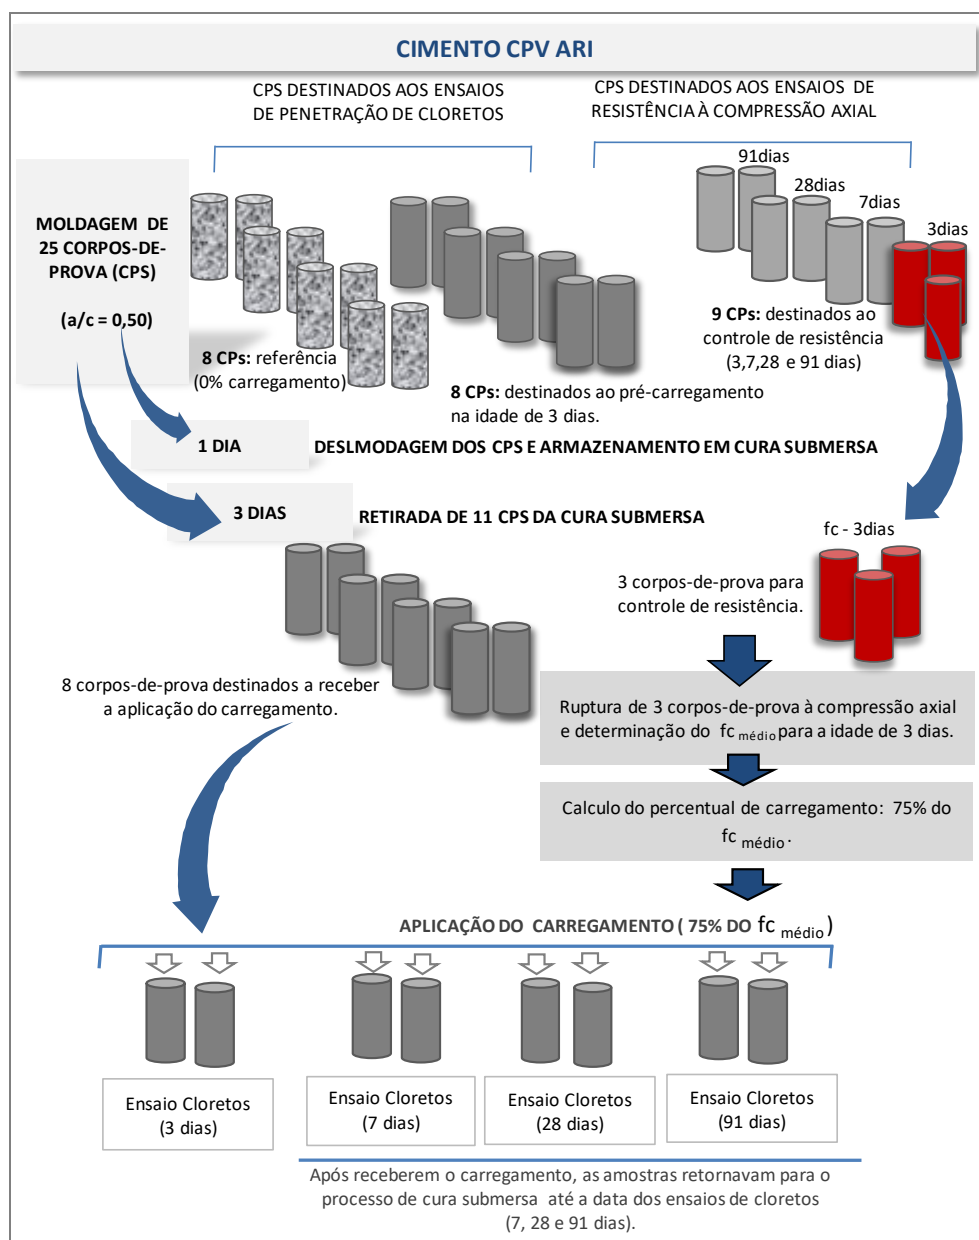 CIMENTO CPV ARI
CPS DESTINADOS AOS ENSAIOS
DE PENETRAÇÃO DE CLORETOS
CPS DESTINADOS AOS ENSAIOS DE
RESISTÊNCIA À COMPRESSÃO AXIAL
MOLDAGEM DE
25 CORPOS-DE-
PROVA (CPS)
(a/c = 0,50)
91dias
28dias
7dias
3dias
8 CPs: referência
(0% carregamento)
8 CPs: destinados ao pré-carregamento
na idade de 3 dias.
9 CPs: destinados ao
controle de resistência
(3,7,28 e 91 dias)
1 DIA
DESLMODAGEM DOS CPS E ARMAZENAMENTO EM CURA SUBMERSA
3 DIAS
RETIRADA DE 11 CPS DA CURA SUBMERSA
fc - 3dias
3 corpos-de-prova para
controle de resistência.
8 corpos-de-prova destinados a receber
a aplicação do carregamento.
Ruptura de 3 corpos-de-prova à compressão axial
e determinação do fc médio para a idade de 3 dias.
Calculo do percentual de carregamento: 75% do
fc médio .
APLICAÇÃO DO CARREGAMENTO ( 75% DO fc médio )
Ensaio Cloretos
(3 dias)
Ensaio Cloretos
(7 dias)
Ensaio Cloretos
(28 dias)
Ensaio Cloretos
(91 dias)
Após receberem o carregamento, as amostras retornavam para o
processo de cura submersa até a data dos ensaios de cloretos
(7, 28 e 91 dias).